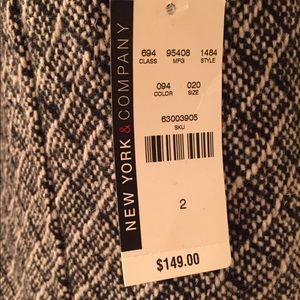 NEW YORK & COMPANY
694 95408 1484
CLASS MFG STYLE
094 020
COLOR SIZE
63003905
SKU
2
$149.00